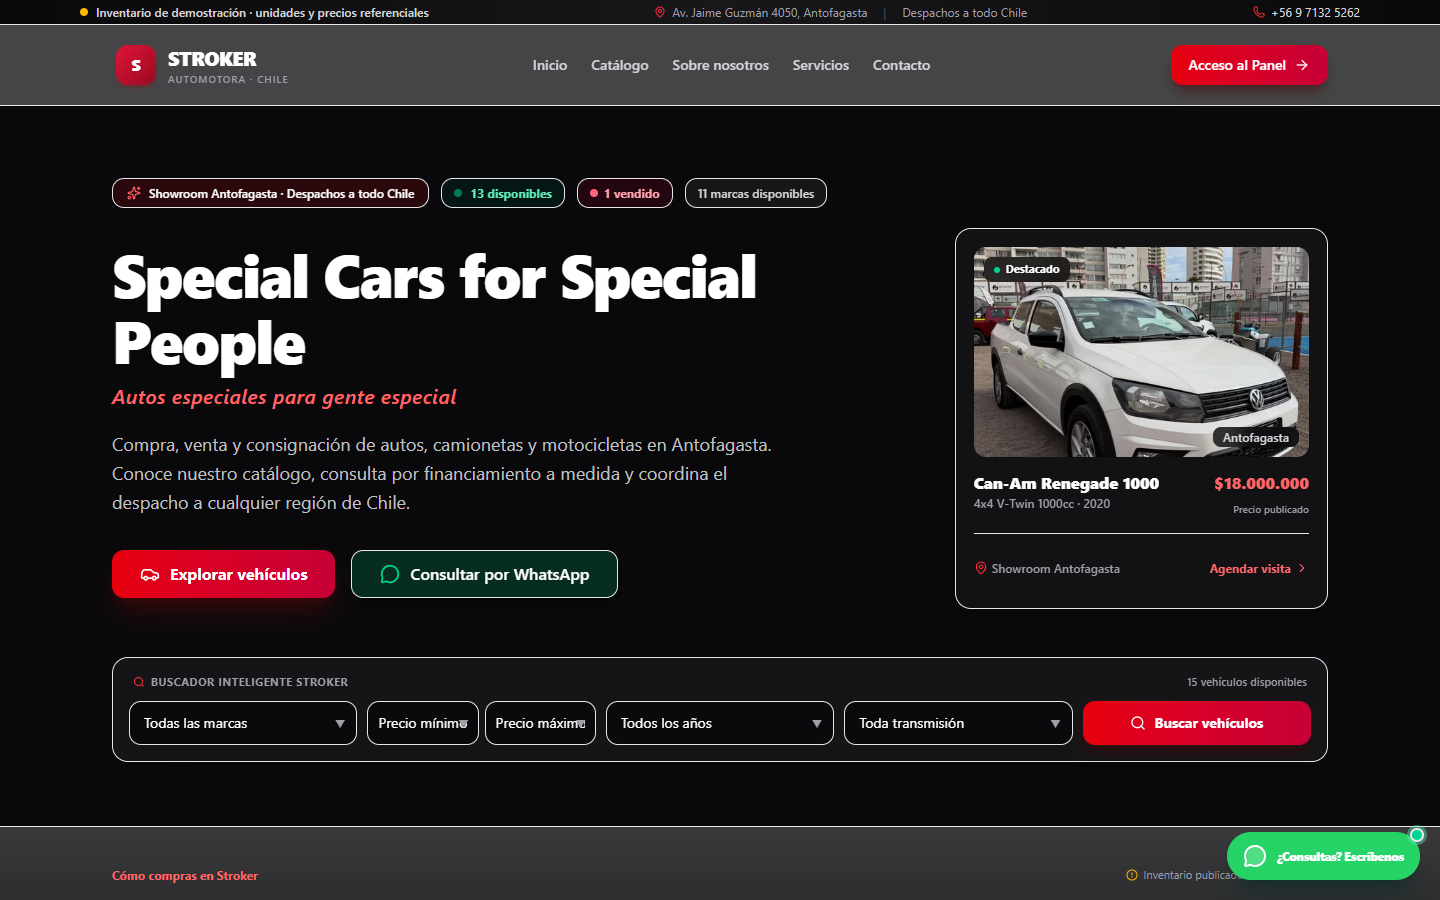 Inventario de demostración · unidades y precios referenciales
Av. Jaime Guzmán 4050, Antofagasta | Despachos a todo Chile
+56 9 7132 5262
S
STROKER
AUTOMOTORA · CHILE
Inicio
Catálogo
Sobre nosotros
Servicios
Contacto
Acceso al Panel
Showroom Antofagasta · Despachos a todo Chile
13 disponibles
1 vendido
11 marcas disponibles
Special Cars for Special
People
Autos especiales para gente especial
Compra, venta y consignación de autos, camionetas y motocicletas en Antofagasta.
Conoce nuestro catálogo, consulta por financiamiento a medida y coordina el
despacho a cualquier región de Chile.
Explorar vehículos
Consultar por WhatsApp
Destacado
Antofagasta
Can-Am Renegade 1000
$18.000.000
4x4 V-Twin 1000cc · 2020
Precio publicado
Showroom Antofagasta
Agendar visita
BUSCADOR INTELIGENTE STROKER
15 vehículos disponibles
Todas las marcas
Precio mínimo
Precio máximo
Todos los años
Toda transmisión
Buscar vehículos
Cómo compras en Stroker
Inventario publicado
¿Consultas? Escríbenos